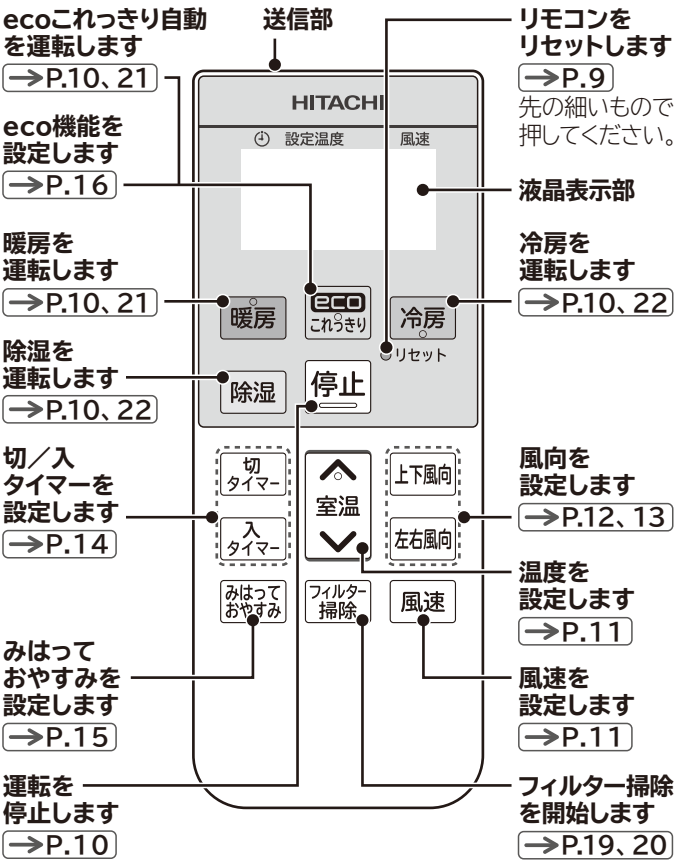 ecoこれっきり自動
を運転します
→P.10、21
eco機能を
設定します
→P.16
暖房を
運転します
→P.10、21
除湿を
運転します
→P.10、22
切／入
タイマーを
設定します
→P.14
みはって
おやすみを
設定します
→P.15
運転を
停止します
→P.10
送信部
HITACHI
設定温度 風速
暖房
eco
これっきり
冷房
リセット
除湿
停止
切
タイマー
室温
上下風向
入
タイマー
左右風向
みはって
おやすみ
フィルター
掃除
風速
リモコンを
リセットします
→P.9
先の細いもので
押してください。
液晶表示部
冷房を
運転します
→P.10、22
風向を
設定します
→P.12、13
温度を
設定します
→P.11
風速を
設定します
→P.11
フィルター掃除
を開始します
→P.19、20